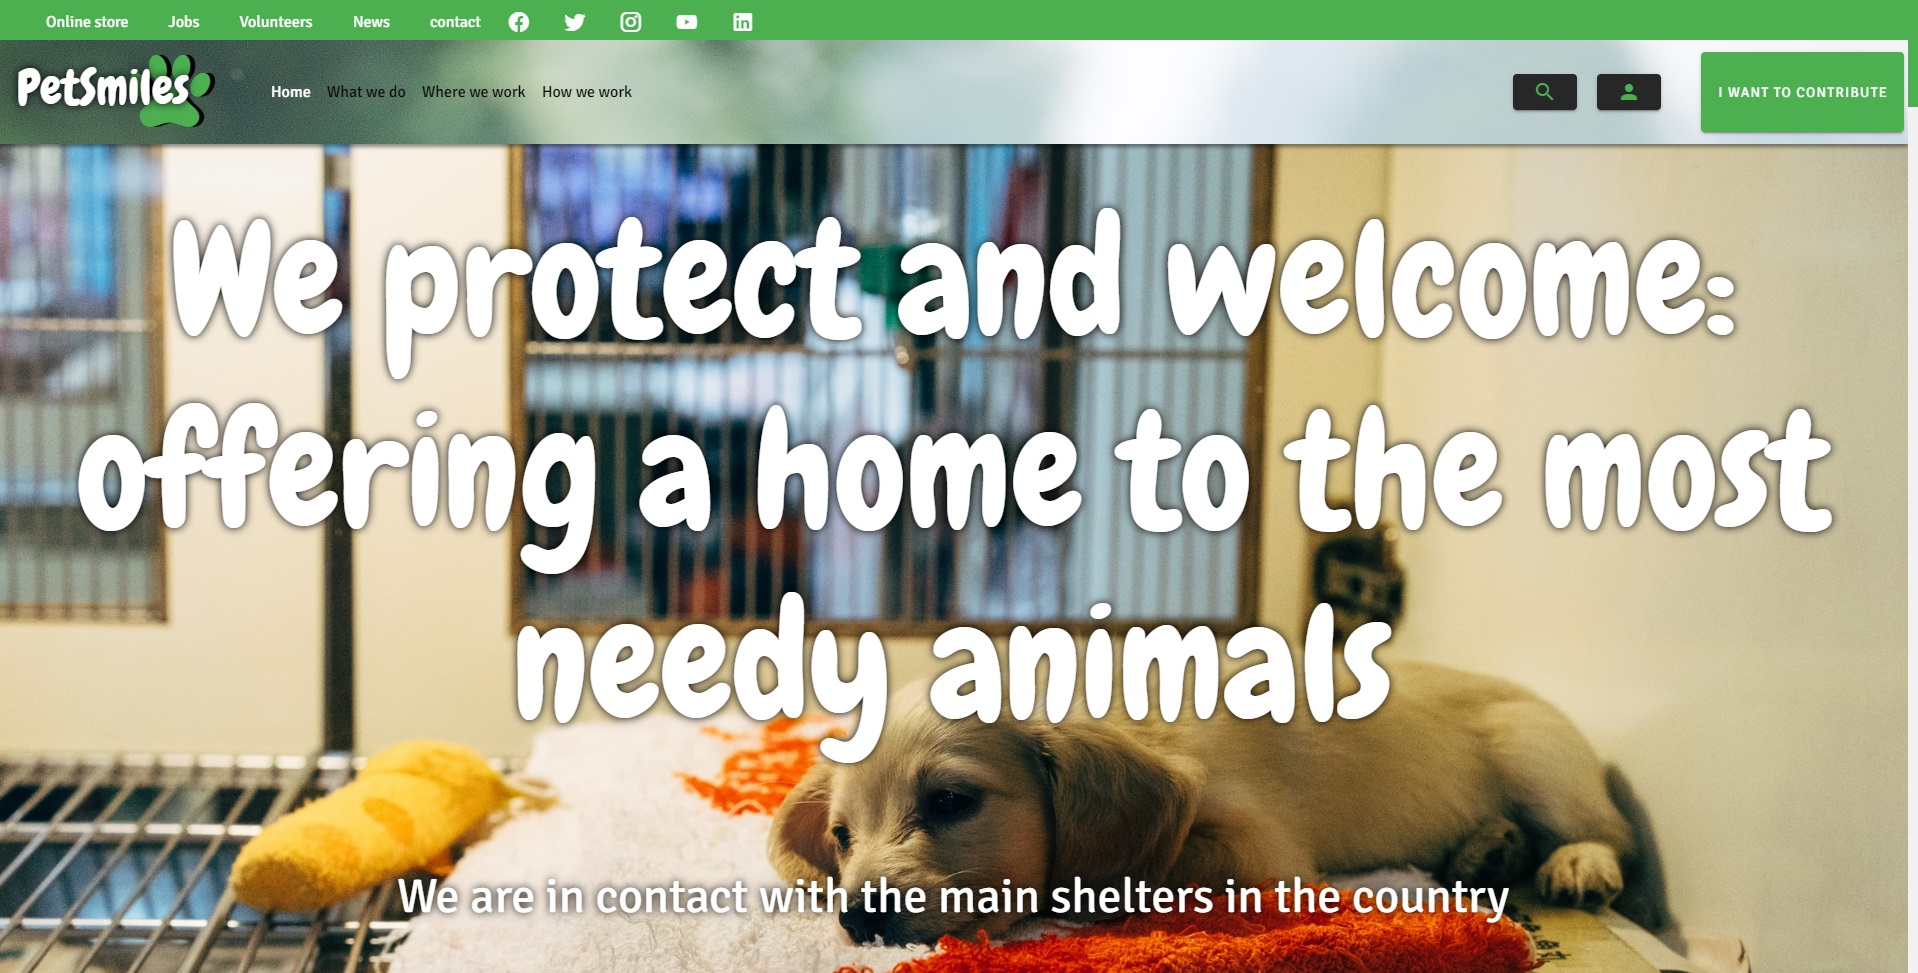 Online store Jobs Volunteers News contact
PetSmiles Home What we do Where we work How we work I WANT TO CONTRIBUTE
We protect and welcome:
offering a home to the most
needy animals
We are in contact with the main shelters in the country